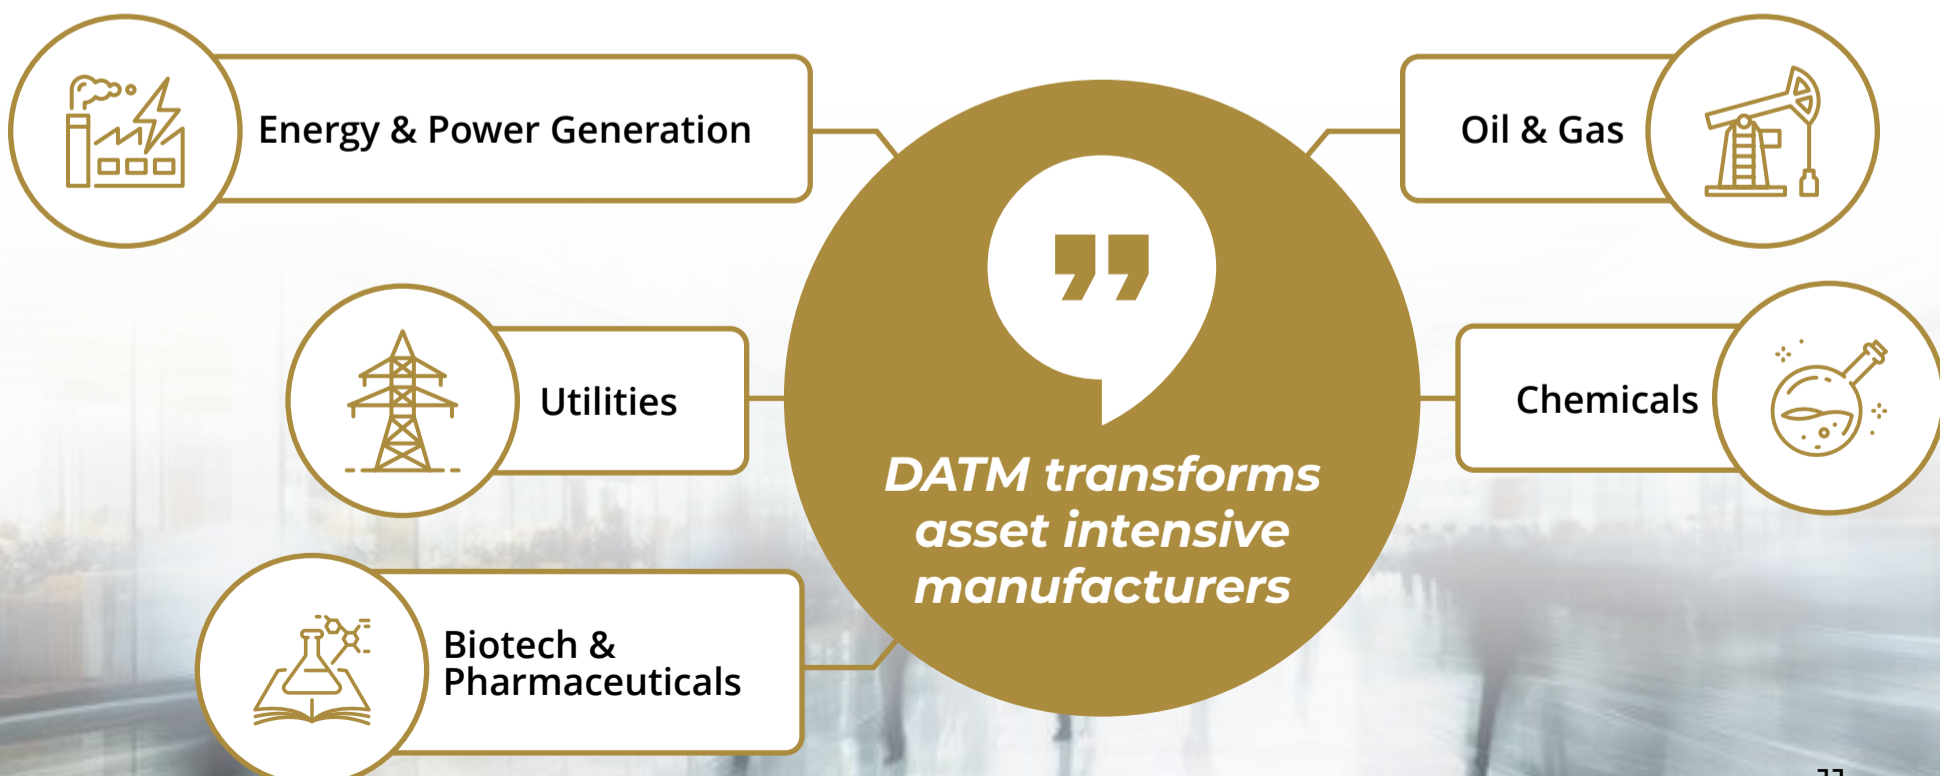 Energy & Power Generation
Oil & Gas
”
Utilities
Chemicals
DATM transforms
asset intensive
manufacturers
Biotech &
Pharmaceuticals